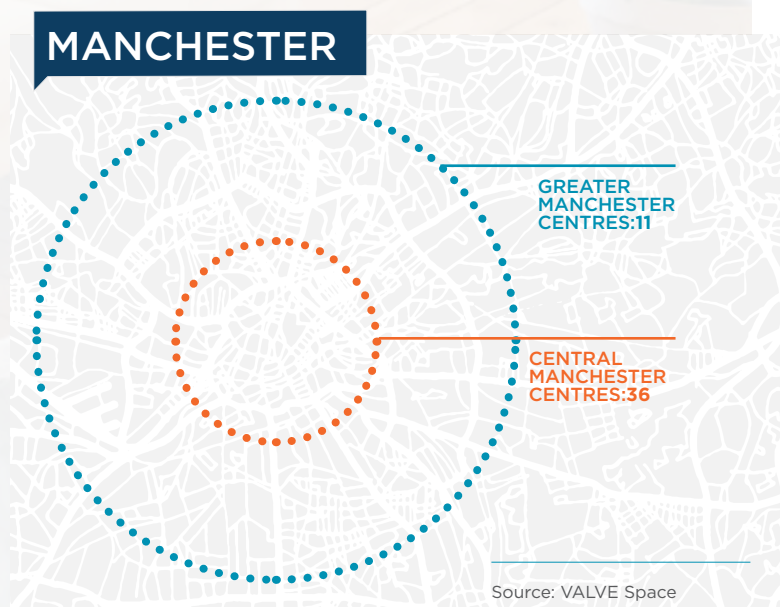 MANCHESTER
GREATER
MANCHESTER
CENTRES:11
CENTRAL
MANCHESTER
CENTRES:36
Source: VALVE Space